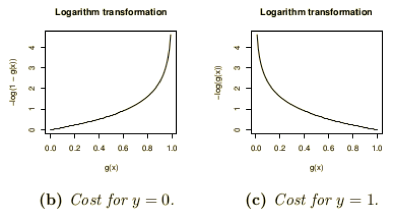 Logarithm transformation
−log(1 − g(x))
4
3
2
1
0
0.0 0.2 0.4 0.6 0.8 1.0
g(x)
(b) Cost for y = 0.
Logarithm transformation
−log(g(x))
4
3
2
1
0
0.0 0.2 0.4 0.6 0.8 1.0
g(x)
(c) Cost for y = 1.